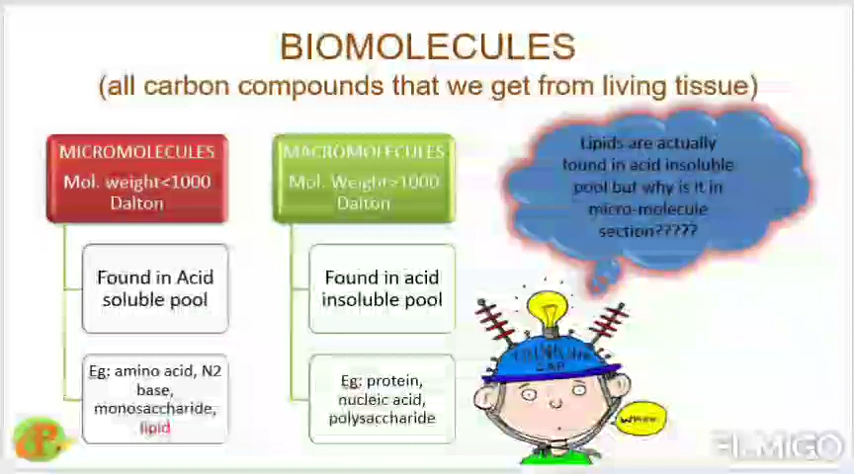 BIOMOLECULES
(all carbon compounds that we get from living tissue)
MICROMOLECULES
Mol. weight<1000
Dalton
MACROMOLECULES
Mol. Weight>1000
Dalton
Lipids are actually
found in acid insoluble
pool but why is it in
micro-molecule
section?????
Found in Acid
soluble pool
Found in acid
insoluble pool
Eg: amino acid, N2
base,
monosaccharide,
lipid
Eg: protein,
nucleic acid,
polysaccharide
THINKING
CAP
FILMIGO